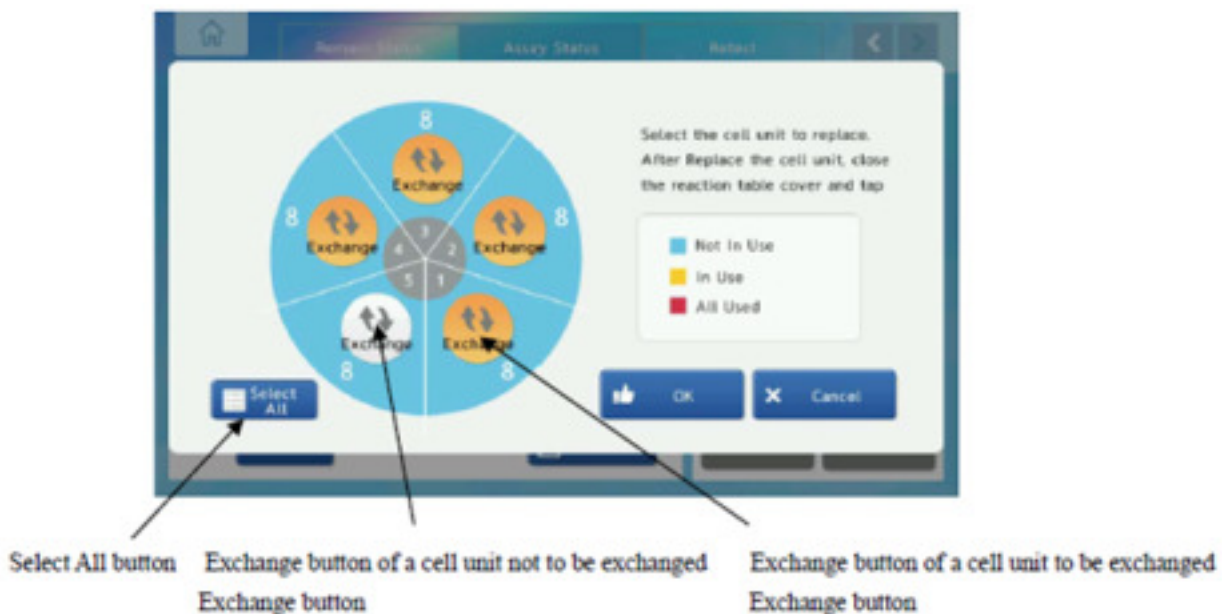 Remain Status
Assay Status
Select the cell unit to replace.
After Replace the cell unit, close
the reaction table cover and tap
8
Exchange
8
Exchange
8
Exchange
3
4
2
5
1
Exchange
8
Exchange
8
Not In Use
In Use
All Used
Select
All
OK
Cancel
Select All button
Exchange button of a cell unit not to be exchanged
Exchange button
Exchange button of a cell unit to be exchanged
Exchange button